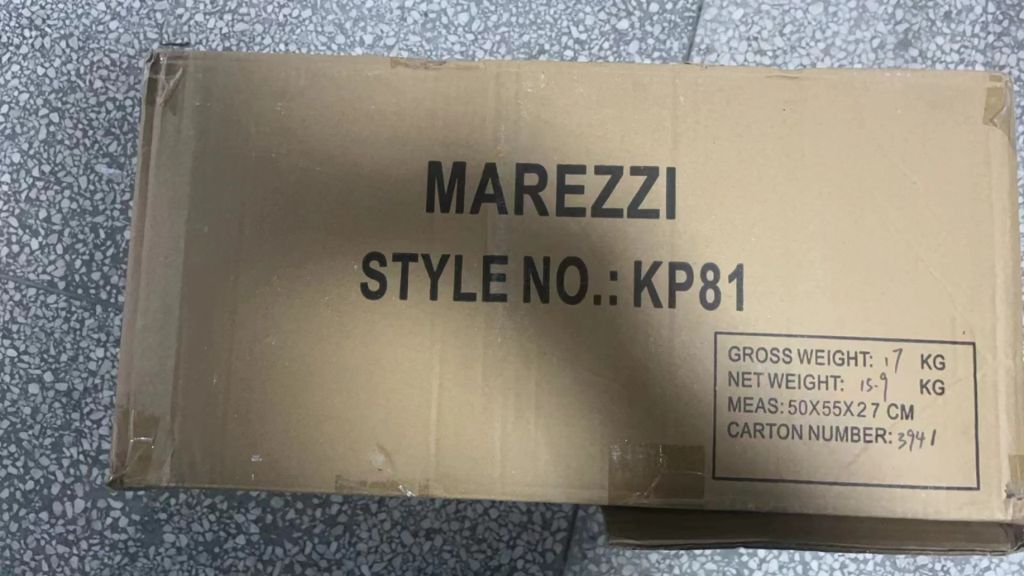 MAREZZI
STYLE NO.: KP81
GROSS WEIGHT: 17 KG
NET WEIGHT: 15.9 KG
MEAS: 50X55X27 CM
CARTON NUMBER: 3941